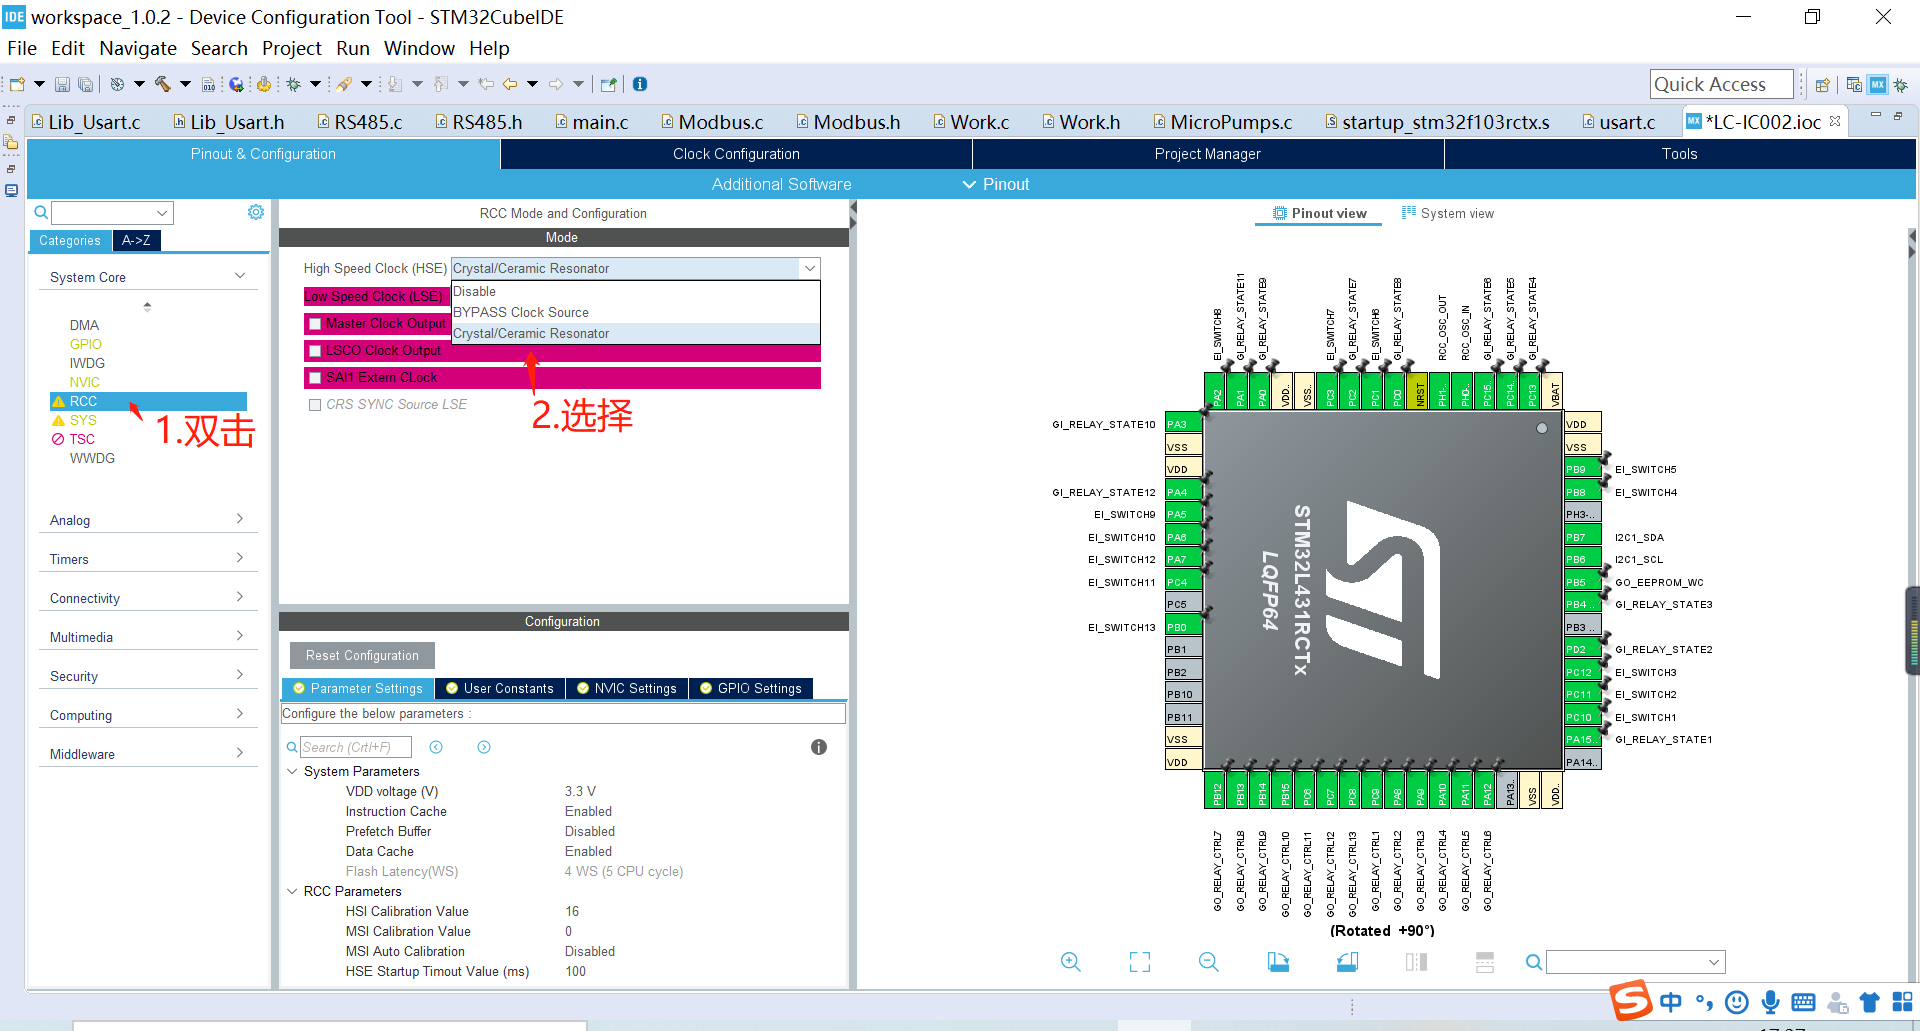 IDE workspace_1.0.2 - Device Configuration Tool - STM32CubeIDE
File Edit Navigate Search Project Run Window Help
Quick Access
Lib_Usart.c Lib_Usart.h RS485.c RS485.h main.c Modbus.c Modbus.h Work.c Work.h MicroPumps.c startup_stm32f103rctx.s usart.c MX *LC-IC002.ioc
Pinout & Configuration Clock Configuration Project Manager Tools
Additional Software Pinout
Categories A->Z
System Core
DMA
GPIO
IWDG
NVIC
RCC
SYS
TSC
WWDG
1.双击
Analog
Timers
Connectivity
Multimedia
Security
Computing
Middleware
RCC Mode and Configuration
Mode
High Speed Clock (HSE) Crystal/Ceramic Resonator
Disable
BYPASS Clock Source
Crystal/Ceramic Resonator
Low Speed Clock (LSE)
Master Clock Output
LSCO Clock Output
SAI1 Extern CLock
CRS SYNC Source LSE
2.选择
Configuration
Reset Configuration
Parameter Settings User Constants NVIC Settings GPIO Settings
Configure the below parameters :
Search (Crtl+F)
System Parameters
VDD voltage (V) 3.3 V
Instruction Cache Enabled
Prefetch Buffer Disabled
Data Cache Enabled
Flash Latency(WS) 4 WS (5 CPU cycle)
RCC Parameters
HSI Calibration Value 16
MSI Calibration Value 0
MSI Auto Calibration Disabled
HSE Startup Timout Value (ms) 100
Pinout view System view
EI_SWITCH8
GI_RELAY_STATE11
GI_RELAY_STATE9
EI_SWITCH7
GI_RELAY_STATE7
EI_SWITCH6
GI_RELAY_STATE8
RCC_OSC_OUT
RCC_OSC_IN
GI_RELAY_STATE6
GI_RELAY_STATE5
GI_RELAY_STATE4
PA2 PA1 PA0 VDD.. VSS.. PC3 PC2 PC1 PC0 NRST PH1.. PH0.. PC15.. PC14.. PC13 VBAT
GI_RELAY_STATE10 PA3
VSS
VDD
GI_RELAY_STATE12 PA4
EI_SWITCH9 PA5
EI_SWITCH10 PA6
EI_SWITCH12 PA7
EI_SWITCH11 PC4
PC5
EI_SWITCH13 PB0
PB1
PB2
PB10
PB11
VSS
VDD
STM32L431RCTx
LQFP64
VDD
VSS
PB9 EI_SWITCH5
PB8 EI_SWITCH4
PH3-..
PB7 I2C1_SDA
PB6 I2C1_SCL
PB5 GO_EEPROM_WC
PB4 .. GI_RELAY_STATE3
PB3 ..
PD2 GI_RELAY_STATE2
PC12 EI_SWITCH3
PC11 EI_SWITCH2
PC10 EI_SWITCH1
PA15.. GI_RELAY_STATE1
PA14..
PB12 PB13 PB14 PB15 PC6 PC7 PC8 PC9 PA8 PA9 PA10 PA11 PA12 PA13.. VSS VDD..
GO_RELAY_CTRL7
GO_RELAY_CTRL8
GO_RELAY_CTRL9
GO_RELAY_CTRL10
GO_RELAY_CTRL11
GO_RELAY_CTRL12
GO_RELAY_CTRL13
GO_RELAY_CTRL1
GO_RELAY_CTRL2
GO_RELAY_CTRL3
GO_RELAY_CTRL4
GO_RELAY_CTRL5
GO_RELAY_CTRL6
(Rotated +90°)
中